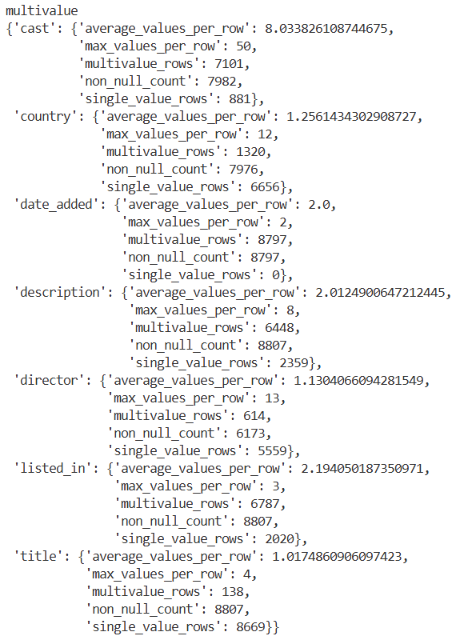 multivalue
{'cast': {'average_values_per_row': 8.033826108744675,
'max_values_per_row': 50,
'multivalue_rows': 7101,
'non_null_count': 7982,
'single_value_rows': 881},
'country': {'average_values_per_row': 1.2561434302908727,
'max_values_per_row': 12,
'multivalue_rows': 1320,
'non_null_count': 7976,
'single_value_rows': 6656},
'date_added': {'average_values_per_row': 2.0,
'max_values_per_row': 2,
'multivalue_rows': 8797,
'non_null_count': 8797,
'single_value_rows': 0},
'description': {'average_values_per_row': 2.0124900647212445,
'max_values_per_row': 8,
'multivalue_rows': 6448,
'non_null_count': 8807,
'single_value_rows': 2359},
'director': {'average_values_per_row': 1.1304066094281549,
'max_values_per_row': 13,
'multivalue_rows': 614,
'non_null_count': 6173,
'single_value_rows': 5559},
'listed_in': {'average_values_per_row': 2.194050187350971,
'max_values_per_row': 3,
'multivalue_rows': 6787,
'non_null_count': 8807,
'single_value_rows': 2020},
'title': {'average_values_per_row': 1.0174860906097423,
'max_values_per_row': 4,
'multivalue_rows': 138,
'non_null_count': 8807,
'single_value_rows': 8669}}